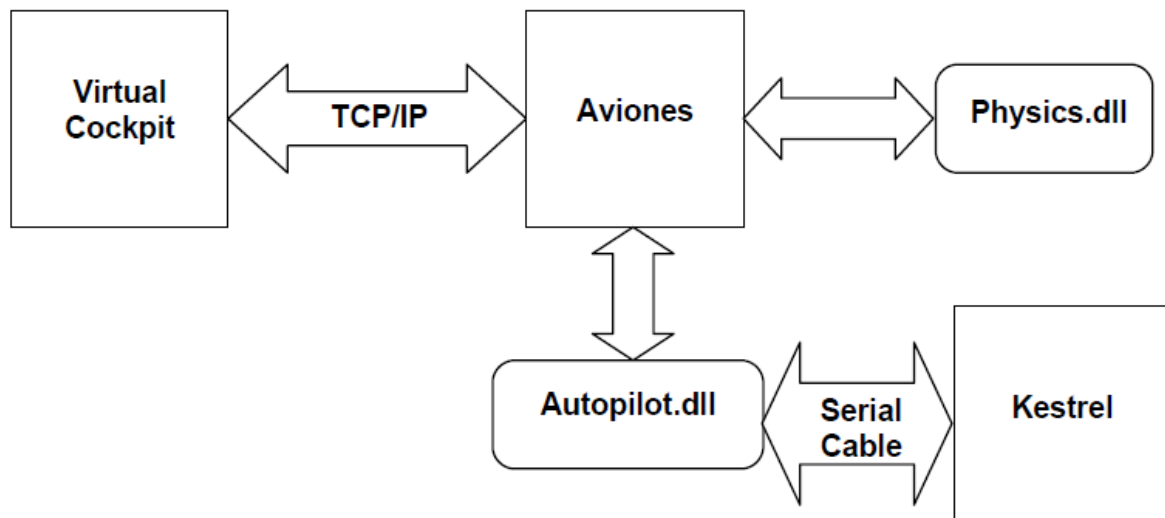 Virtual
Cockpit
TCP/IP
Aviones
Physics.dll
Autopilot.dll
Serial
Cable
Kestrel